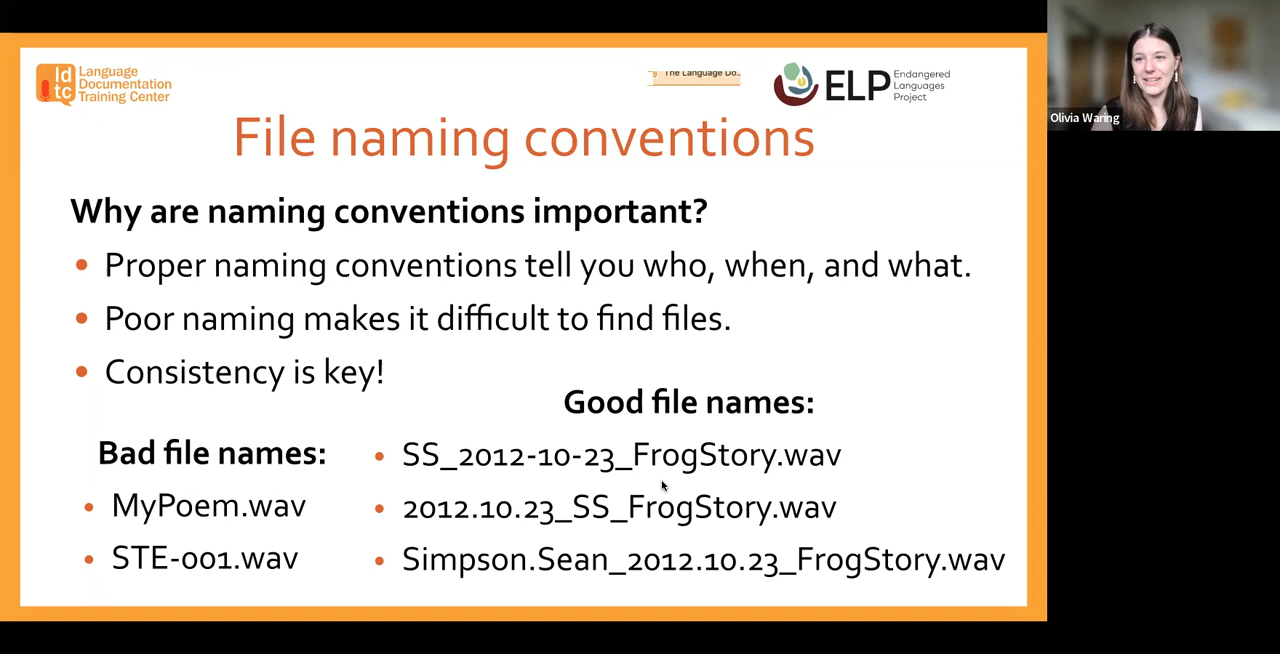 Language
Documentation
Training Center
ld
tc
The Language Do..
ELP
Endangered
Languages
Project
Olivia Waring
File naming conventions
Why are naming conventions important?
• Proper naming conventions tell you who, when, and what.
• Poor naming makes it difficult to find files.
• Consistency is key!
Bad file names:
• MyPoem.wav
• STE-001.wav
Good file names:
• SS_2012-10-23_FrogStory.wav
• 2012.10.23_SS_FrogStory.wav
• Simpson.Sean_2012.10.23_FrogStory.wav